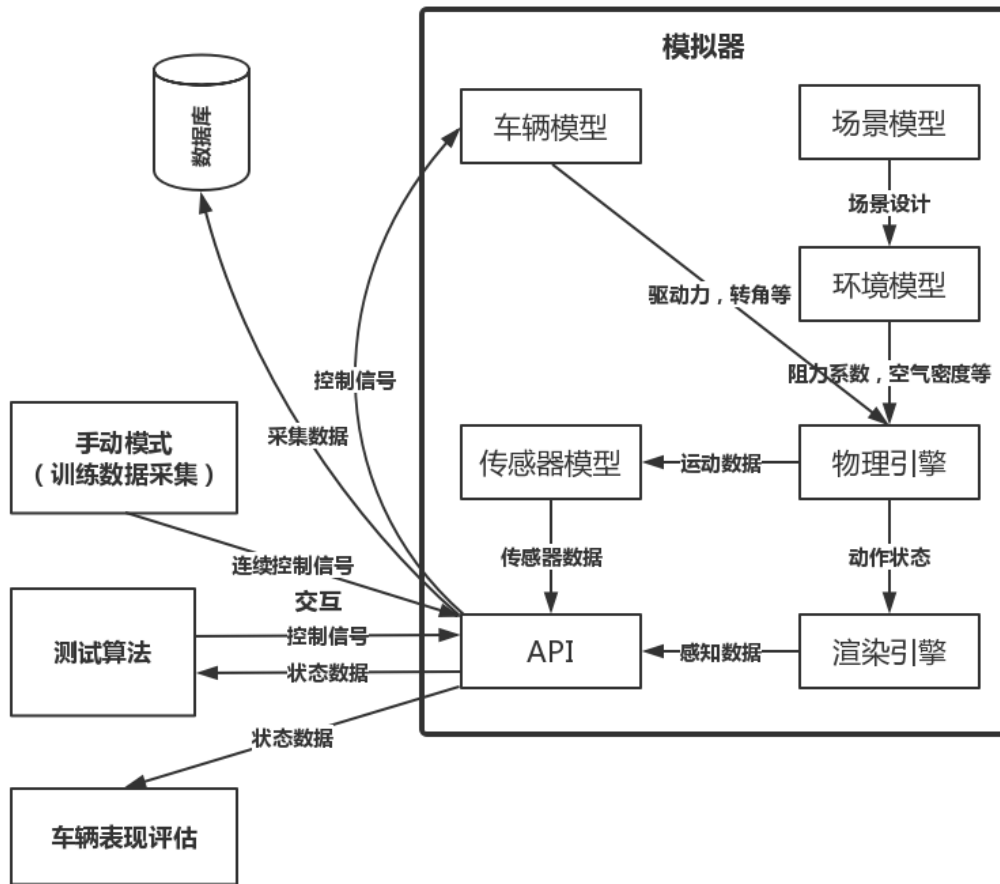 模拟器
数据库
车辆模型
场景模型
场景设计
环境模型
驱动力，转角等
阻力系数，空气密度等
控制信号
采集数据
手动模式
（训练数据采集）
传感器模型
运动数据
物理引擎
连续控制信号
传感器数据
动作状态
交互
测试算法
控制信号
状态数据
API
感知数据
渲染引擎
状态数据
车辆表现评估